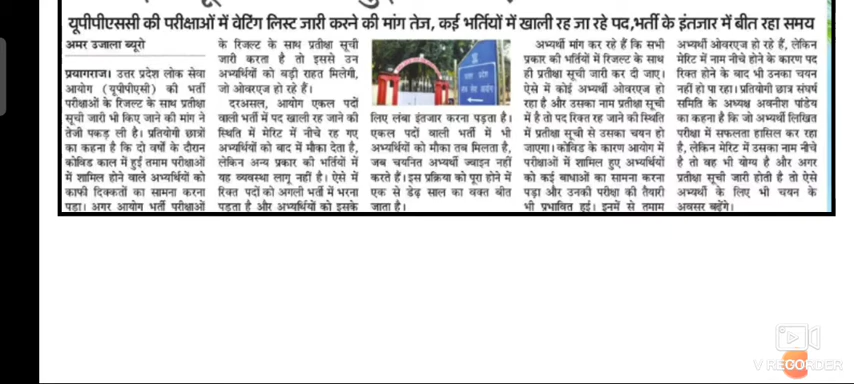 यूपीपीएससी की परीक्षाओं में वेटिंग लिस्ट जारी करने की मांग तेज, कई भर्तियों में खाली रह जा रहे पद,भर्ती के इंतजार में बीत रहा समय
अमर उजाला ब्यूरो
प्रयागराज। उत्तर प्रदेश लोक सेवा
आयोग (यूपीपीएससी) की भर्ती
परीक्षाओं के रिजल्ट के साथ प्रतीक्षा
सूची जारी भी किए जाने की मांग ने
तेजी पकड़ ली है। प्रतियोगी छात्रों
का कहना है कि दो वर्षों के दौरान
कोविड काल में हुई तमाम परीक्षाओं
में शामिल होने वाले अभ्यर्थियों को
काफी दिक्कतों का सामना करना
पड़ा। अगर आयोग भर्ती परीक्षाओं
के रिजल्ट के साथ प्रतीक्षा सूची
जारी करता है तो इससे उन
अभ्यर्थियों को बड़ी राहत मिलेगी,
जो ओवरएज हो रहे हैं।
दरअसल, आयोग एकल पदों
वाली भर्ती में पद खाली रह जाने की
स्थिति में मेरिट में नीचे रह गए
अभ्यर्थियों को बाद में मौका देता है,
लेकिन अन्य प्रकार की भर्तियों में
यह व्यवस्था लागू नहीं है। ऐसे में
रिक्त पदों को अगली भर्ती में भरना
पड़ता है और अभ्यर्थियों को इसके
लिए लंबा इंतजार करना पड़ता है।
एकल पदों वाली भर्ती में भी
अभ्यर्थियों को मौका तब मिलता है,
जब चयनित अभ्यर्थी ज्वाइन नहीं
करते हैं। इस प्रक्रिया को पूरा होने में
एक से डेढ़ साल का वक्त बीत
जाता है।
अभ्यर्थी मांग कर रहे हैं कि सभी
प्रकार की भर्तियों में रिजल्ट के साथ
ही प्रतीक्षा सूची जारी कर दी जाए।
ऐसे में कोई अभ्यर्थी ओवरएज हो
रहा है और उसका नाम प्रतीक्षा सूची
में है तो पद रिक्त रह जाने की स्थिति
में प्रतीक्षा सूची से उसका चयन हो
जाएगा। कोविड के कारण आयोग में
परीक्षाओं में शामिल हुए अभ्यर्थियों
को कई बाधाओं का सामना करना
पड़ा और उनकी परीक्षा की तैयारी
भी प्रभावित हुई। इनमें से तमाम
अभ्यर्थी ओवरएज हो रहे हैं, लेकिन
मेरिट में नाम नीचे होने के कारण पद
रिक्त होने के बाद भी उनका चयन
नहीं हो पा रहा। प्रतियोगी छात्र संघर्ष
समिति के अध्यक्ष अवनीश पांडेय
का कहना है कि जो अभ्यर्थी लिखित
परीक्षा में सफलता हासिल कर रहा
है, लेकिन मेरिट में उसका नाम नीचे
है तो वह भी योग्य है और अगर
प्रतीक्षा सूची जारी होती है तो ऐसे
अभ्यर्थी के लिए भी चयन के
अवसर बढ़ेंगे।
V RECORDER